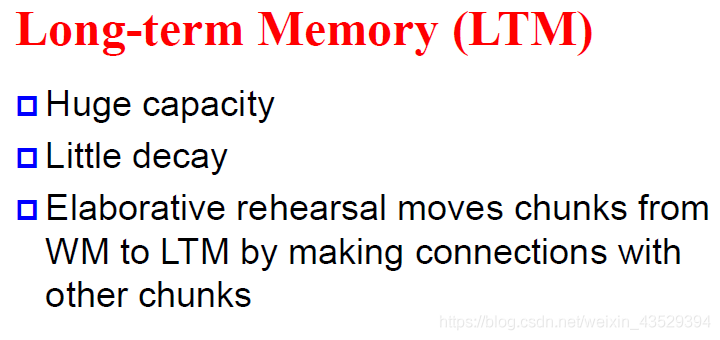 Long-term Memory (LTM)
Huge capacity
Little decay
Elaborative rehearsal moves chunks from
WM to LTM by making connections with
other chunks
https://blog.csdn.net/weixin_43529394